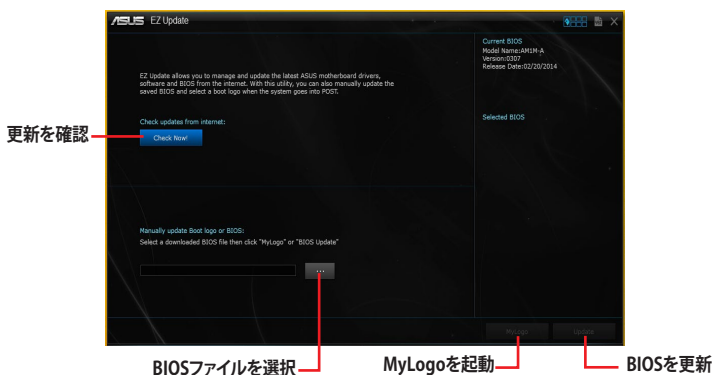 ASUS EZ Update
Current BIOS
Model Name:AM1M-A
Version:0307
Release Date:02/20/2014
EZ Update allows you to manage and update the latest ASUS motherboard drivers,
software and BIOS from the internet. With this utility, you can also manually update the
saved BIOS and select a boot logo when the system goes into POST.
Check updates from internet:
Selected BIOS
更新を確認
Check Now!
Manually update Boot logo or BIOS:
Select a downloaded BIOS file then click "MyLogo" or "BIOS Update"
...
MyLogo
Update
BIOSファイルを選択
MyLogoを起動
BIOSを更新